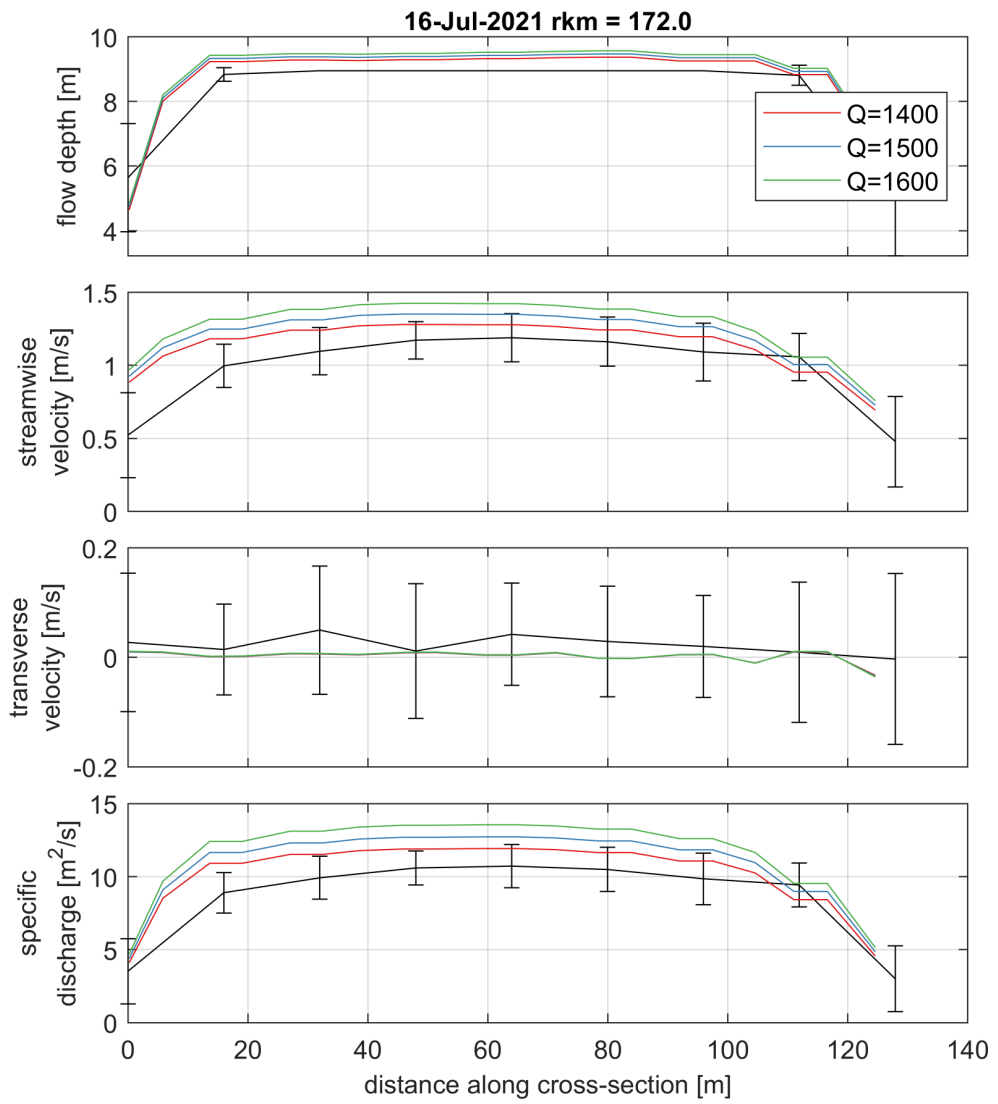 16-Jul-2021 rkm = 172.0
flow depth [m]
10
8
6
4
Q=1400
Q=1500
Q=1600
streamwise
velocity [m/s]
1.5
1
0.5
0
transverse
velocity [m/s]
0.2
0
-0.2
specific
discharge [m²/s]
15
10
5
0
0 20 40 60 80 100 120 140
distance along cross-section [m]